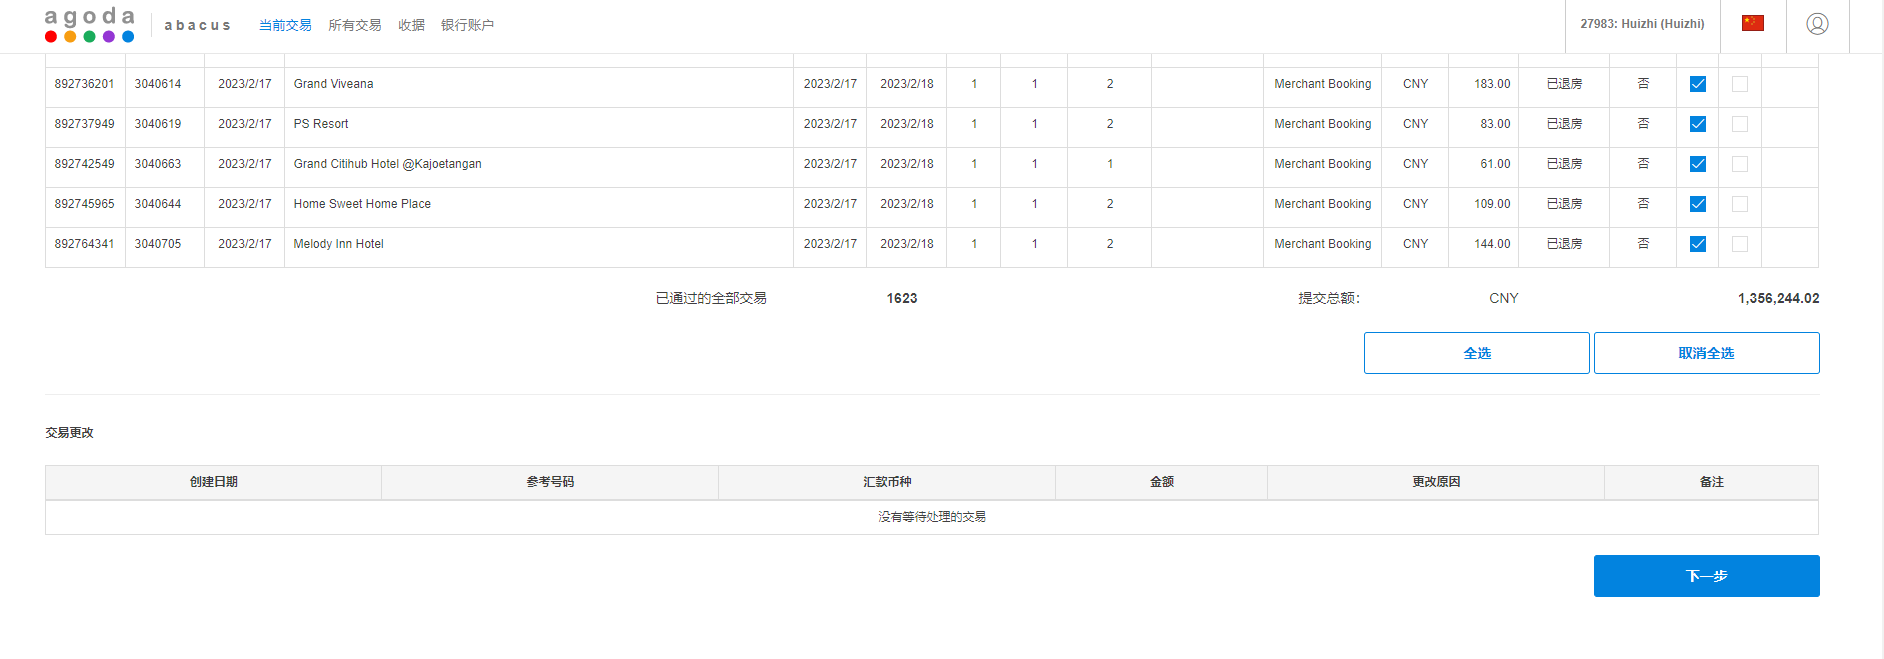 agoda
abacus 当前交易 所有交易 收据 银行账户 27983: Huizhi (Huizhi)
892736201 3040614 2023/2/17 Grand Viveana 2023/2/17 2023/2/18 1 1 2 Merchant Booking CNY 183.00 已退房 否
892737949 3040619 2023/2/17 PS Resort 2023/2/17 2023/2/18 1 1 2 Merchant Booking CNY 83.00 已退房 否
892742549 3040663 2023/2/17 Grand Citihub Hotel @Kajoetangan 2023/2/17 2023/2/18 1 1 1 Merchant Booking CNY 61.00 已退房 否
892745965 3040644 2023/2/17 Home Sweet Home Place 2023/2/17 2023/2/18 1 1 2 Merchant Booking CNY 109.00 已退房 否
892764341 3040705 2023/2/17 Melody Inn Hotel 2023/2/17 2023/2/18 1 1 2 Merchant Booking CNY 144.00 已退房 否
已通过的全部交易 1623 提交总额: CNY 1,356,244.02
全选 取消全选
交易更改
创建日期 参考号码 汇款币种 金额 更改原因 备注
没有等待处理的交易
下一步